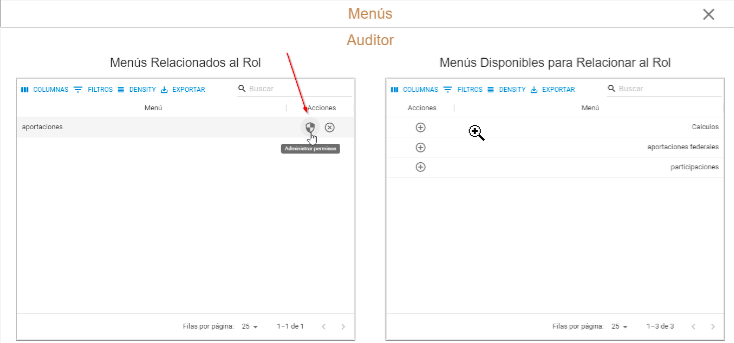 Menús
Auditor
Menús Relacionados al Rol
COLUMNAS FILTROS DENSITY EXPORTAR Buscar
Menú Acciones
aportaciones
Administrar permisos
Filas por página: 25 1–1 de 1
Menús Disponibles para Relacionar al Rol
COLUMNAS FILTROS DENSITY EXPORTAR Buscar
Acciones Menú
Calculos
aportaciones federales
participaciones
Filas por página: 25 1–3 de 3